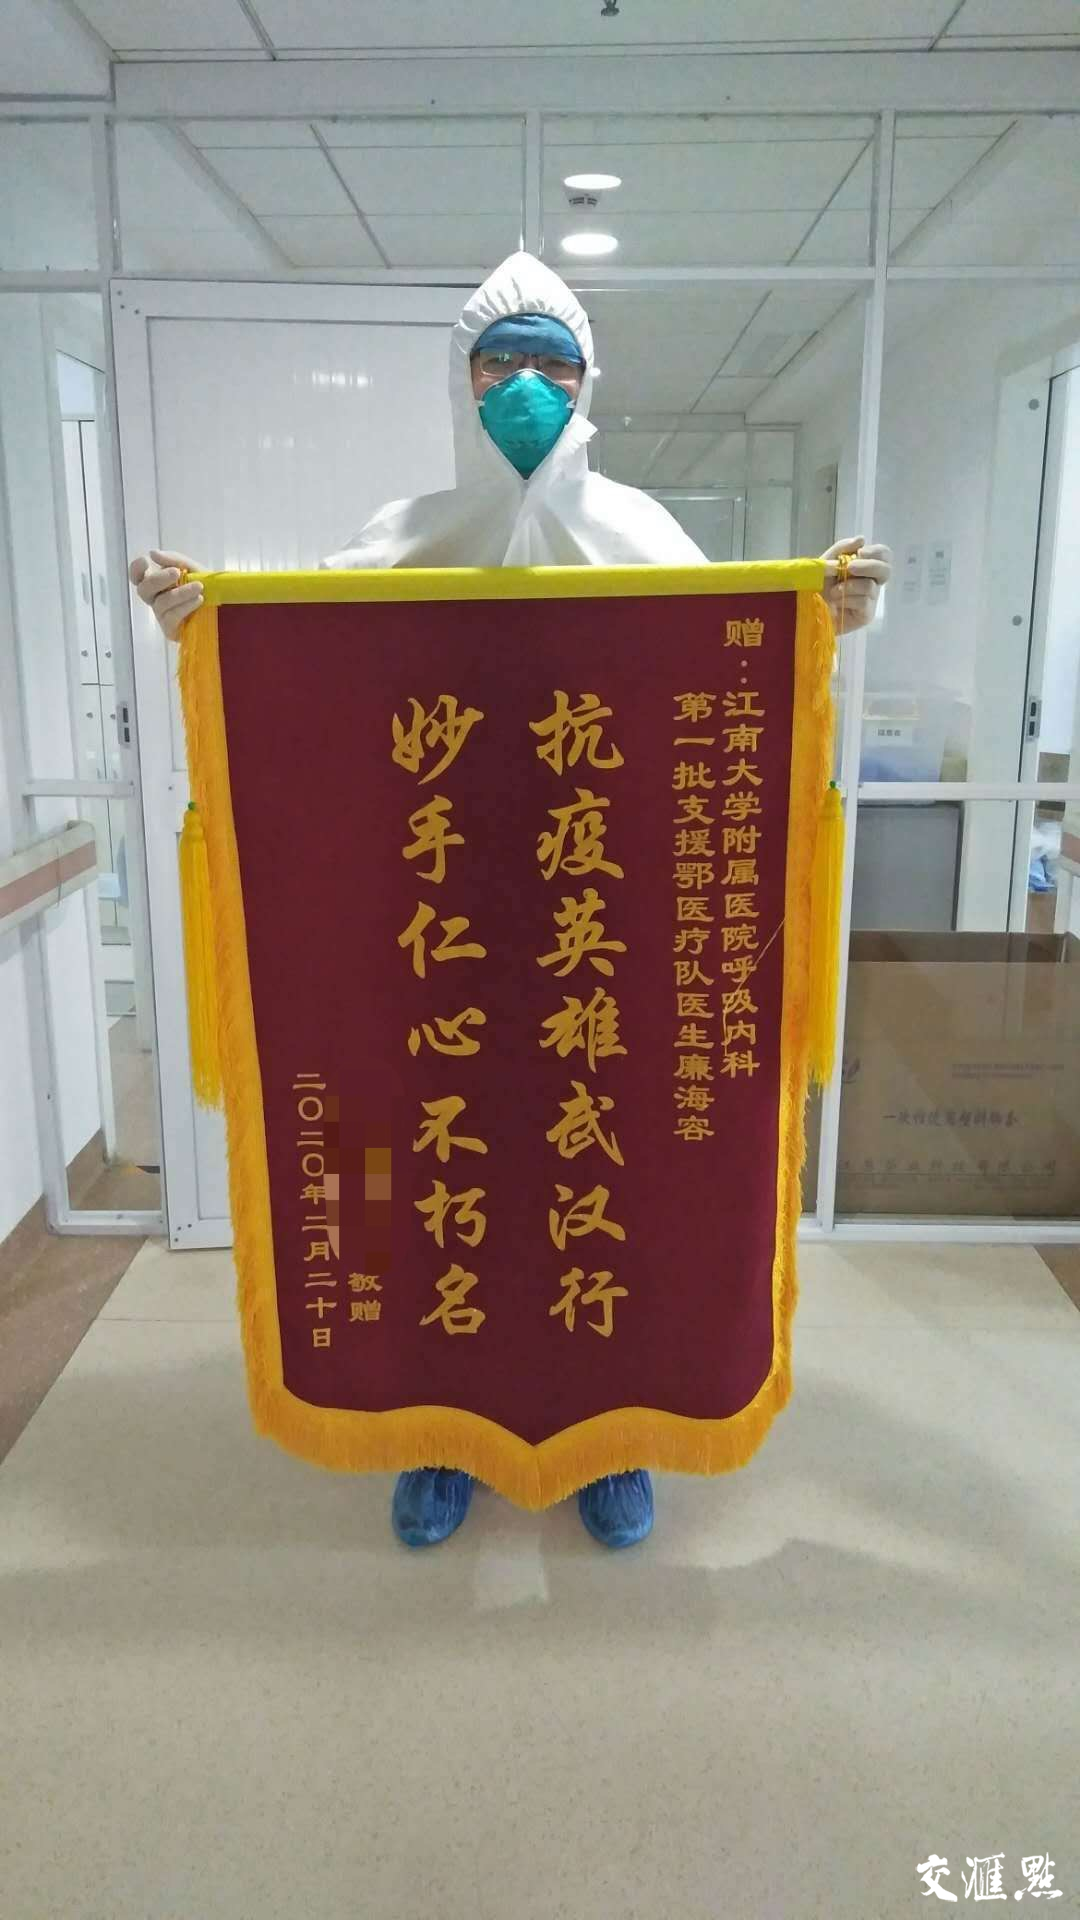 赠：江南大学附属医院呼吸内科
第一批支援鄂医疗队医生廉海容
抗疫英雄武汉行
妙手仁心不朽名
敬赠
二〇二〇年二月二十日
交汇點